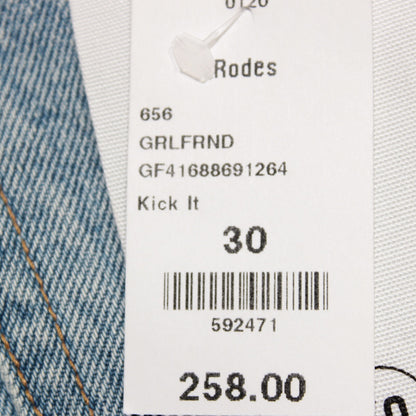 0120
Rodes
656
GRLFRND
GF41688691264
Kick It
30
592471
258.00